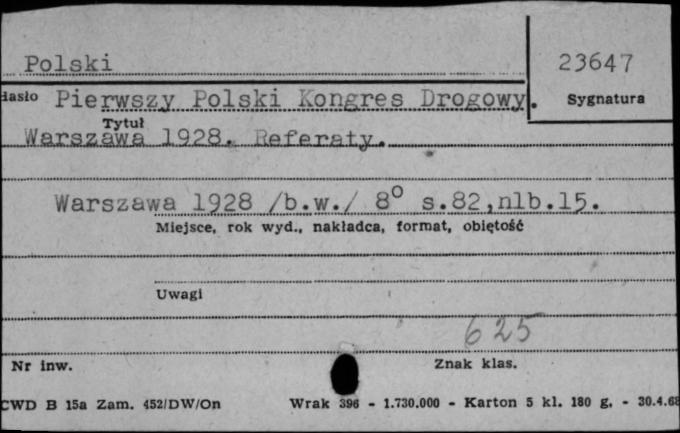 Polski
23647
Hasło Pierwszy Polski Kongres Drogowy.
Sygnatura
Tytuł
Warszawa 1928. Referaty.
Warszawa 1928 /b.w./ 8° s.82,nlb.15.
Miejsce, rok wyd., nakładca, format, objętość
Uwagi
625
Nr inw.
Znak klas.
CWD B 15a Zam. 452/DW/On Wrak 396 - 1.730.000 - Karton 5 kl. 180 g. - 30.4.68